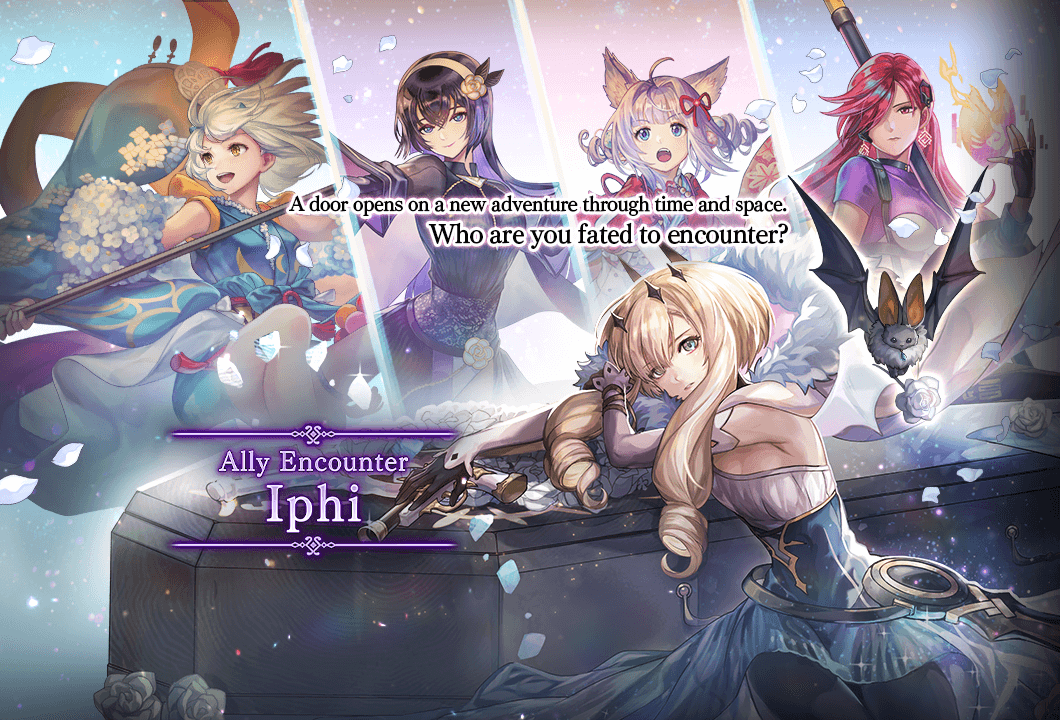 A door opens on a new adventure through time and space.
Who are you fated to encounter?
Ally Encounter
Iphi